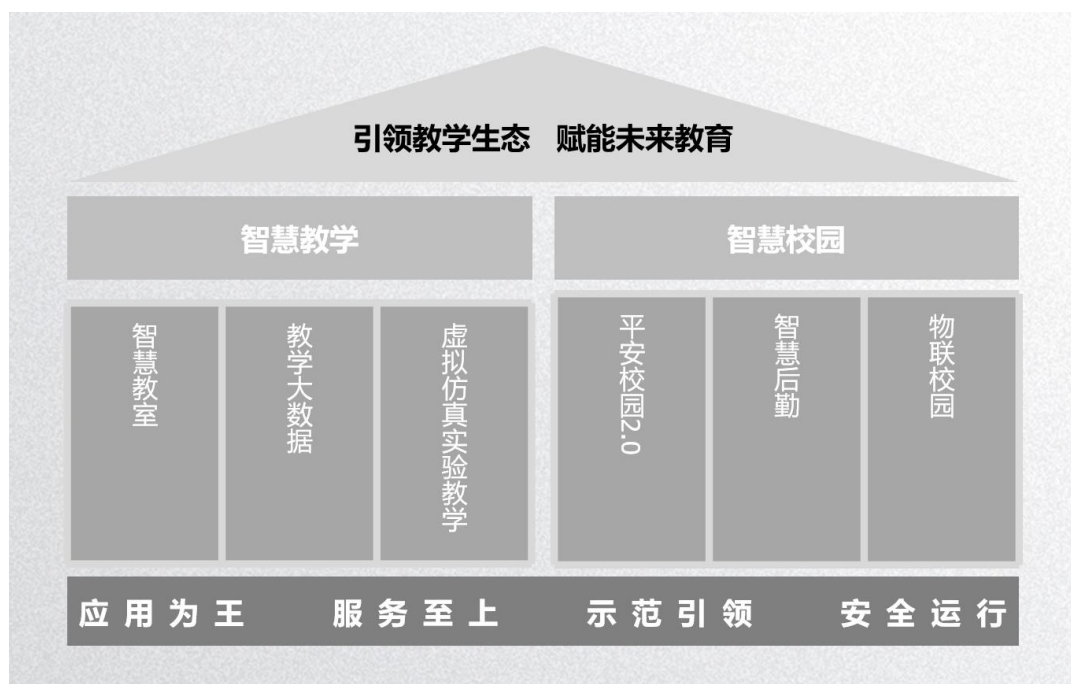 引领教学生态 赋能未来教育
智慧教学
智慧校园
智慧教室
教学大数据
虚拟仿真实验教学
平安校园2.0
智慧后勤
物联校园
应用为王 服务至上 示范引领 安全运行